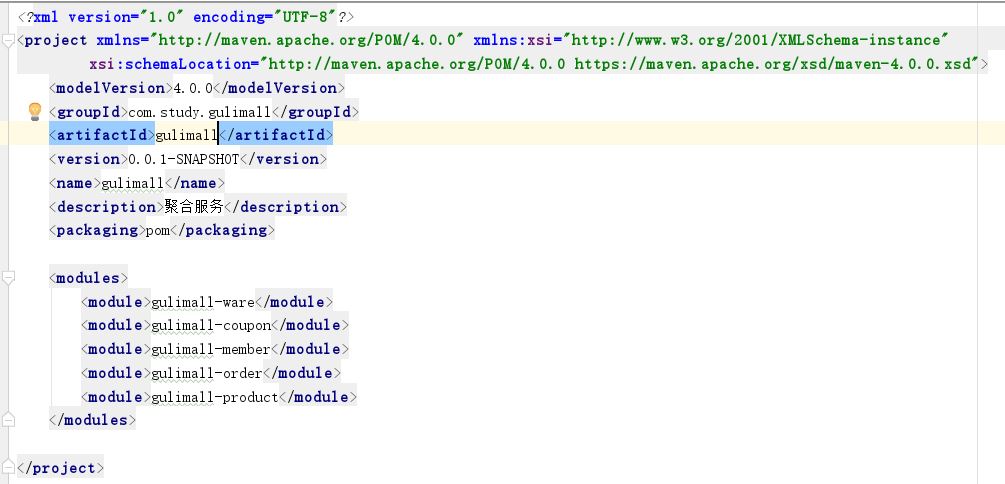 <?xml version="1.0" encoding="UTF-8"?>
<project xmlns="http://maven.apache.org/POM/4.0.0" xmlns:xsi="http://www.w3.org/2001/XMLSchema-instance"
         xsi:schemaLocation="http://maven.apache.org/POM/4.0.0 https://maven.apache.org/xsd/maven-4.0.0.xsd">
    <modelVersion>4.0.0</modelVersion>
    <groupId>com.study.gulimall</groupId>
    <artifactId>gulimall</artifactId>
    <version>0.0.1-SNAPSHOT</version>
    <name>gulimall</name>
    <description>聚合服务</description>
    <packaging>pom</packaging>
    <modules>
        <module>gulimall-ware</module>
        <module>gulimall-coupon</module>
        <module>gulimall-member</module>
        <module>gulimall-order</module>
        <module>gulimall-product</module>
    </modules>
</project>